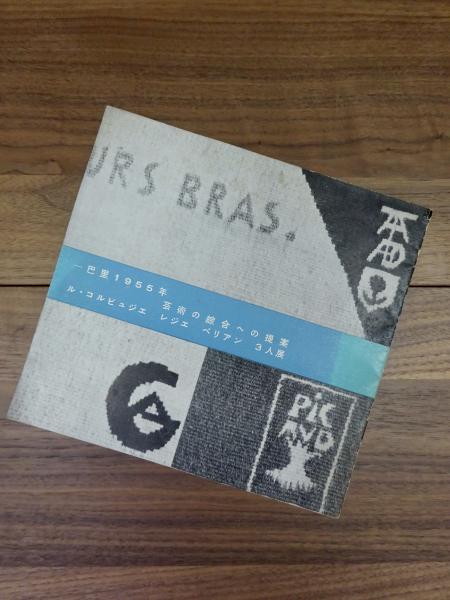 URS BRAS.
—巴里1955年 芸術の綜合への提案
ル・コルビュジエ レジェ ペリアン 3人展
PiC
AND